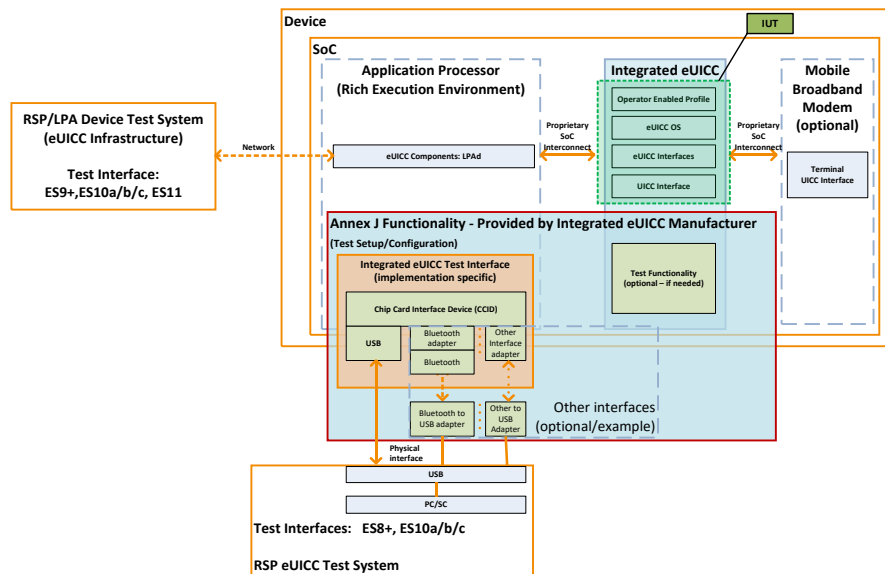 Device
IUT
SoC
Application Processor
(Rich Execution Environment)
Integrated eUICC
Mobile
Broadband
Modem
(optional)
Operator Enabled Profile
eUICC OS
eUICC Interfaces
UICC Interface
RSP/LPA Device Test System
(eUICC Infrastructure)
Test Interface:
ES9+,ES10a/b/c, ES11
Network
eUICC Components: LPAd
Proprietary
SoC
Interconnect
Proprietary
SoC
Interconnect
Terminal
UICC Interface
Annex J Functionality - Provided by Integrated eUICC Manufacturer
(Test Setup/Configuration)
Integrated eUICC Test Interface
(implementation specific)
Chip Card Interface Device (CCID)
USB
Bluetooth
adapter
Bluetooth
Other
Interface
adapter
Test Functionality
(optional – if needed)
Bluetooth to
USB adapter
Other to
USB
Adapter
Other interfaces
(optional/example)
Physical
interface
USB
PC/SC
Test Interfaces: ES8+, ES10a/b/c
RSP eUICC Test System